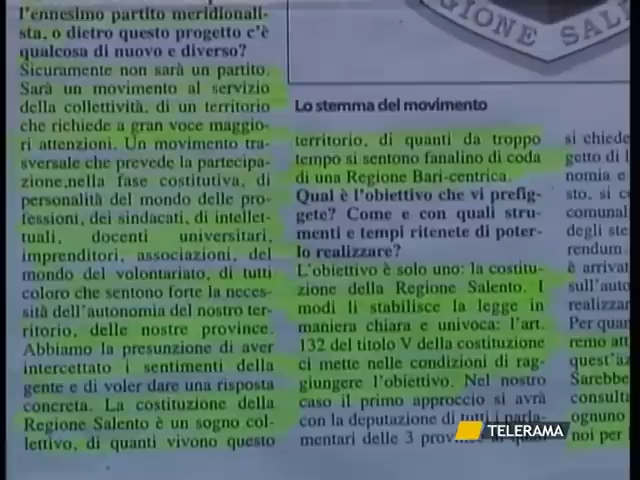 l'ennesimo partito meridionali-
sta, o dietro questo progetto c'è
qualcosa di nuovo e diverso?
Sicuramente non sarà un partito.
Sarà un movimento al servizio
della collettività, di un territorio
che richiede a gran voce maggio-
ri attenzioni. Un movimento tra-
sversale che prevede la partecipa-
zione,nella fase costitutiva, di
personalità del mondo delle pro-
fessioni, dei sindacati, di intellet-
tuali, docenti universitari,
imprenditori, associazioni, del
mondo del volontariato, di tutti
coloro che sentono forte la neces-
sità dell'autonomia del nostro ter-
ritorio, delle nostre province.
Abbiamo la presunzione di aver
intercettato i sentimenti della
gente e di voler dare una risposta
concreta. La costituzione della
Regione Salento è un sogno col-
lettivo, di quanti vivono questo
GIONE SAL
Lo stemma del movimento
territorio, di quanti da troppo
tempo si sentono fanalino di coda
di una Regione Bari-centrica.
Qual è l'obiettivo che vi prefig-
gete? Come e con quali stru-
menti e tempi ritenete di poter-
lo realizzare?
L'obiettivo è solo uno: la costitu-
zione della Regione Salento. I
modi li stabilisce la legge in
maniera chiara e univoca: l'art.
132 del titolo V della costituzione
ci mette nelle condizioni di rag-
giungere l'obiettivo. Nel nostro
caso il primo approccio si avrà
con la deputazione di tutti i parla-
mentari delle 3
si chiede
getto di l
nomia e
sto, si c
comunal
degli ste
rendum.
è arrivat
sull'auto
realizzar
Per quan
remo att
quest'az
Sarebbe
consulta
ognuno
noi per
TELERAMA